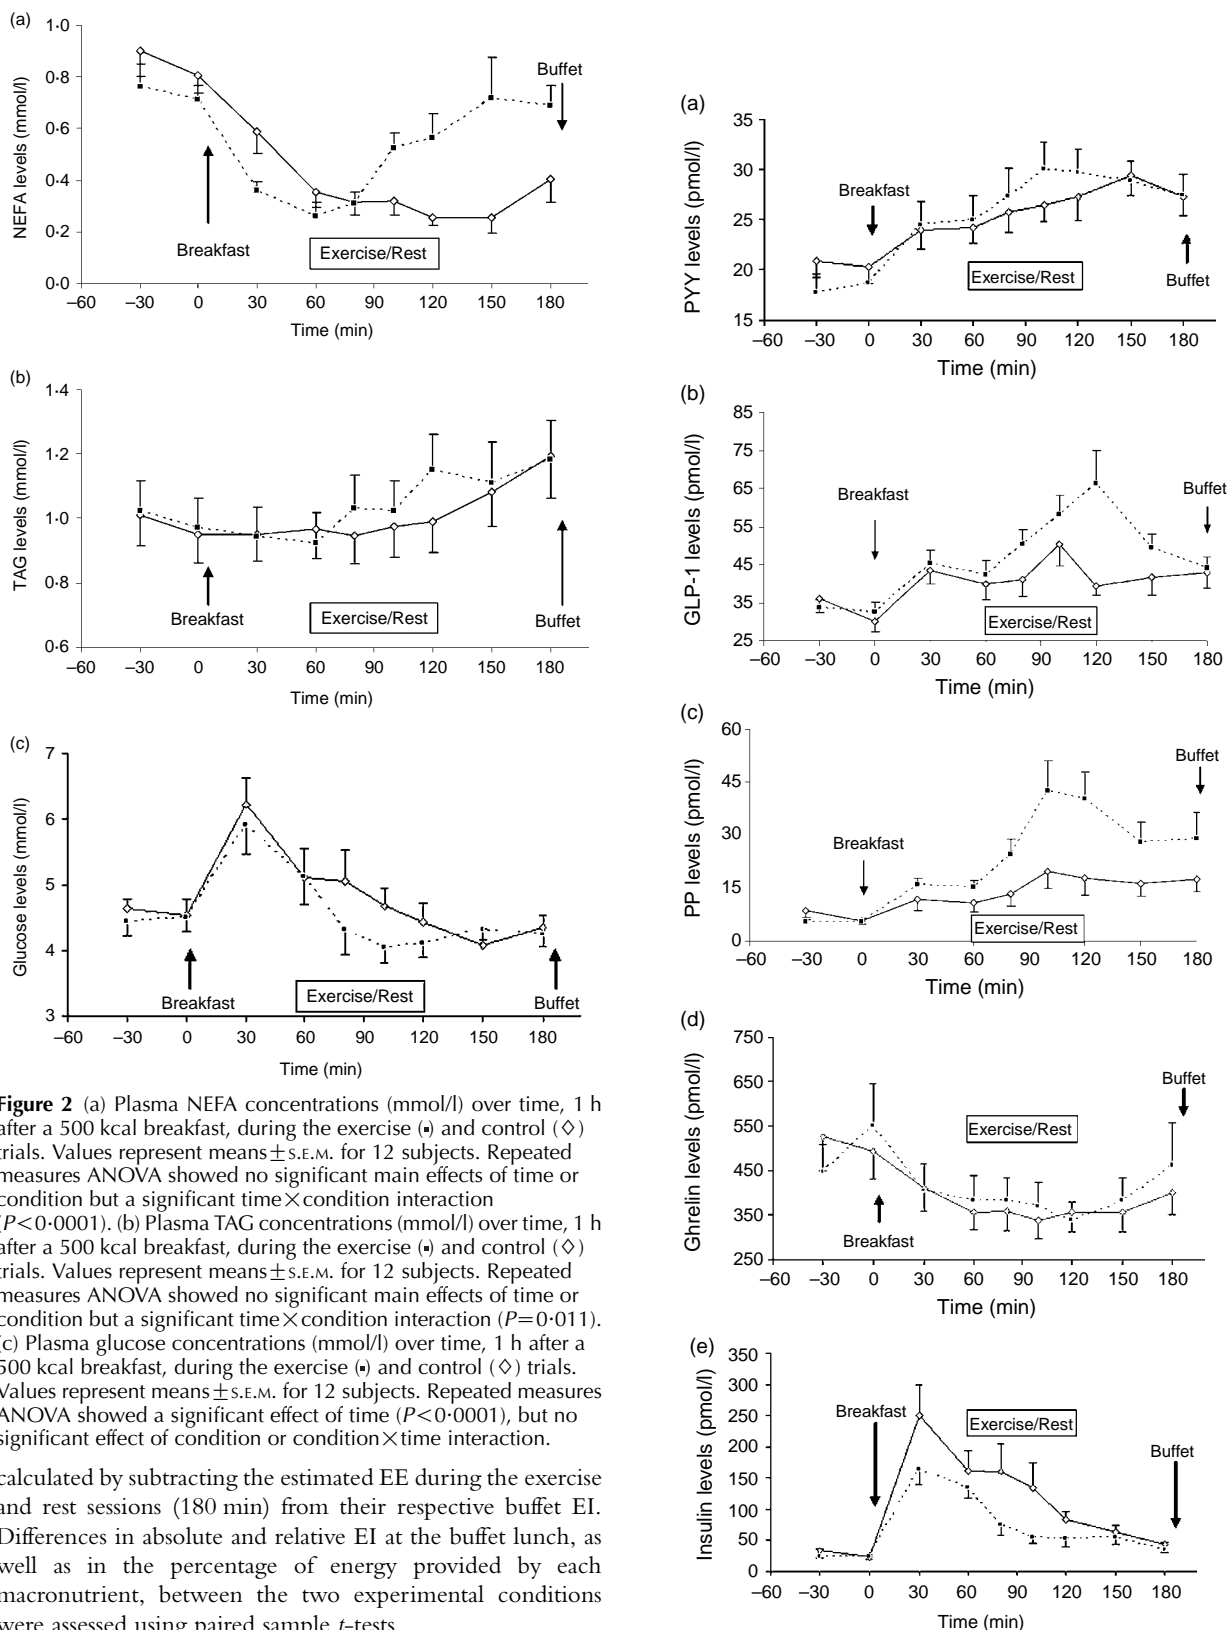 (a)
1·0
0·8
0·6
0·4
0·2
0·0
NEFA levels (mmol/l)
Buffet
Breakfast
Exercise/Rest
–60 –30 0 30 60 90 120 150 180
Time (min)
(b)
1·4
1·2
1·0
0·8
0·6
TAG levels (mmol/l)
Breakfast
Exercise/Rest
Buffet
–60 –30 0 30 60 90 120 150 180
Time (min)
(c)
7
6
5
4
3
Glucose levels (mmol/l)
Breakfast
Exercise/Rest
Buffet
–60 –30 0 30 60 90 120 150 180
Time (min)
Figure 2 (a) Plasma NEFA concentrations (mmol/l) over time, 1 h
after a 500 kcal breakfast, during the exercise (▪) and control (◇)
trials. Values represent means±S.E.M. for 12 subjects. Repeated
measures ANOVA showed no significant main effects of time or
condition but a significant time×condition interaction
(P<0·0001). (b) Plasma TAG concentrations (mmol/l) over time, 1 h
after a 500 kcal breakfast, during the exercise (▪) and control (◇)
trials. Values represent means±S.E.M. for 12 subjects. Repeated
measures ANOVA showed no significant main effects of time or
condition but a significant time×condition interaction (P=0·011).
(c) Plasma glucose concentrations (mmol/l) over time, 1 h after a
500 kcal breakfast, during the exercise (▪) and control (◇) trials.
Values represent means±S.E.M. for 12 subjects. Repeated measures
ANOVA showed a significant effect of time (P<0·0001), but no
significant effect of condition or condition×time interaction.
calculated by subtracting the estimated EE during the exercise
and rest sessions (180 min) from their respective buffet EI.
Differences in absolute and relative EI at the buffet lunch, as
well as in the percentage of energy provided by each
macronutrient, between the two experimental conditions
were assessed using paired sample t-tests.
(a)
35
30
25
20
15
PYY levels (pmol/l)
Breakfast
Exercise/Rest
Buffet
–60 –30 0 30 60 90 120 150 180
Time (min)
(b)
85
75
65
55
45
35
25
GLP-1 levels (pmol/l)
Breakfast
Buffet
Exercise/Rest
–60 –30 0 30 60 90 120 150 180
Time (min)
(c)
60
45
30
15
0
PP levels (pmol/l)
Buffet
Breakfast
Exercise/Rest
–60 –30 0 30 60 90 120 150 180
Time (min)
(d)
750
650
550
450
350
250
Ghrelin levels (pmol/l)
Buffet
Exercise/Rest
Breakfast
–60 –30 0 30 60 90 120 150 180
Time (min)
(e)
350
300
250
200
150
100
50
0
Insulin levels (pmol/l)
Breakfast
Exercise/Rest
Buffet
–60 –30 0 30 60 90 120 150 180
Time (min)